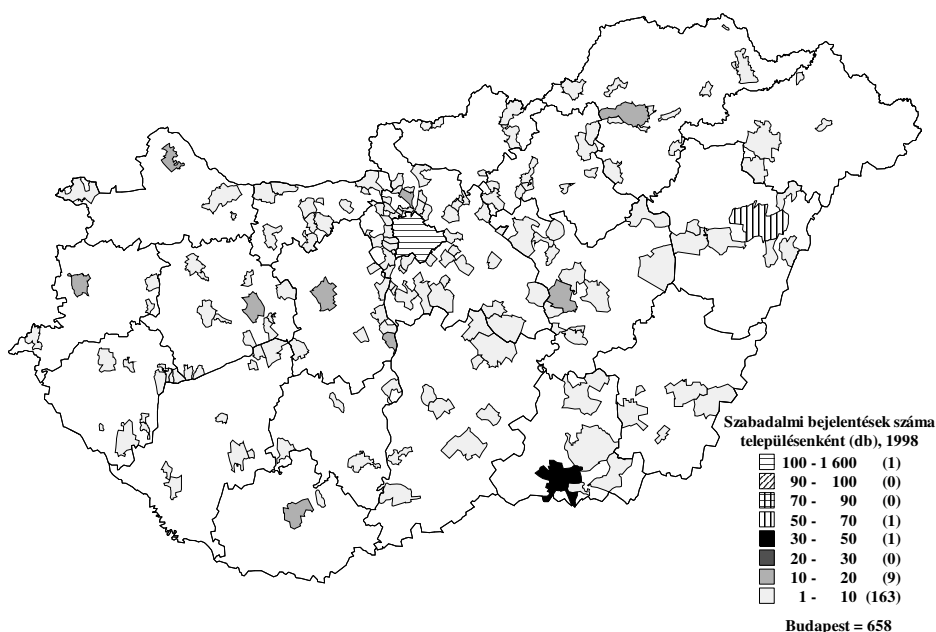 Szabadalmi bejelentések száma
településenként (db), 1998
100 - 1 600 (1)
90 - 100 (0)
70 - 90 (0)
50 - 70 (1)
30 - 50 (1)
20 - 30 (0)
10 - 20 (9)
1 - 10 (163)
Budapest = 658